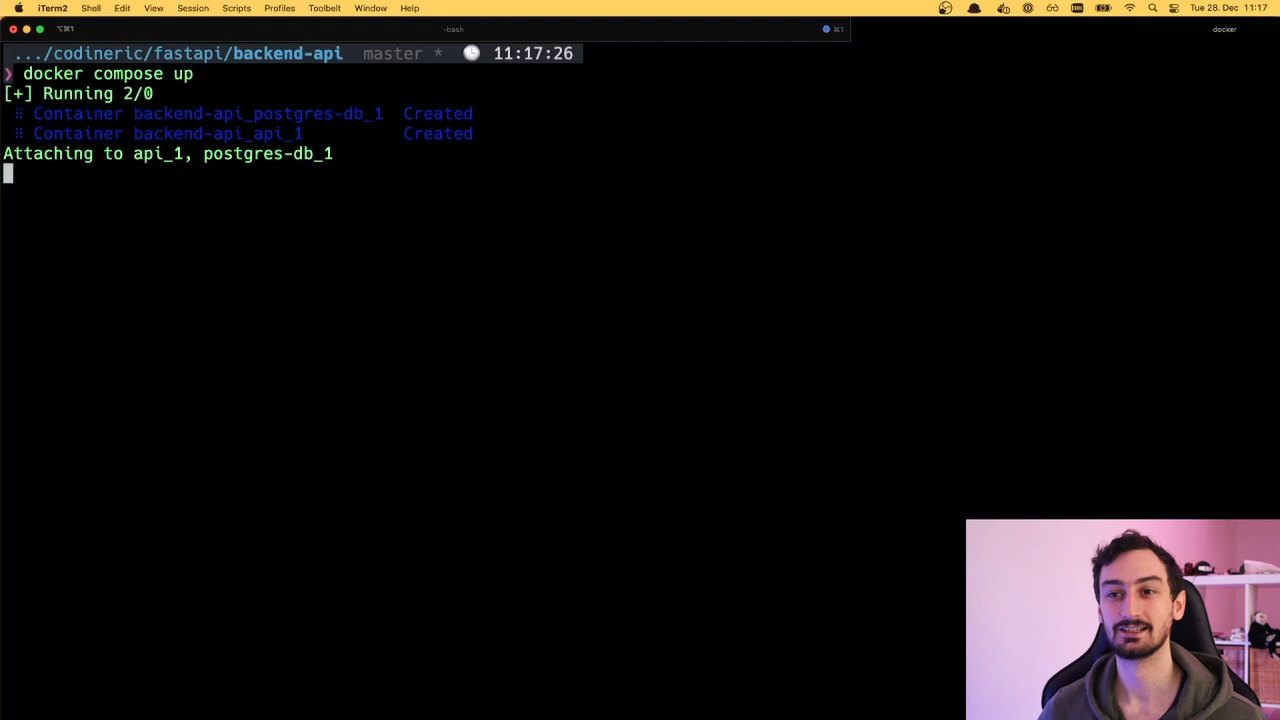 iTerm2 Shell Edit View Session Scripts Profiles Toolbelt Window Help Tue 28. Dec 11:17
⌥⌘1 -bash ⌘1 docker
.../codineric/fastapi/backend-api master * 11:17:26
❯ docker compose up
[+] Running 2/0
⠿ Container backend-api_postgres-db_1 Created
⠿ Container backend-api_api_1 Created
Attaching to api_1, postgres-db_1